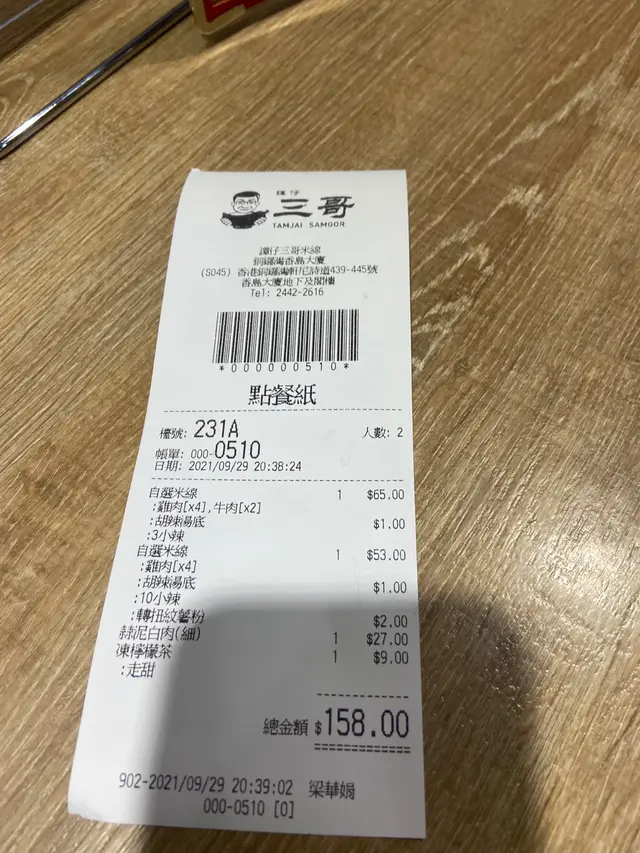 譚仔
三哥
TAMJAI SAMGOR
譚仔三哥米線
銅鑼灣香島大廈
(S045) 香港銅鑼灣軒尼詩道439-445號
香島大廈地下及閣樓
Tel: 2442-2616
*000000510*
點餐紙
檯號: 231A 人數: 2
帳單: 000-0510
日期: 2021/09/29 20:38:24
自選米線 1 $65.00
:雞肉[x4],牛肉[x2]
:胡辣湯底 $1.00
:3小辣
自選米線 1 $53.00
:雞肉[x4]
:胡辣湯底 $1.00
:10小辣
:轉扭紋薯粉 $2.00
蒜泥白肉(細) 1 $27.00
凍檸檬茶 1 $9.00
:走甜
總金額 $158.00
902-2021/09/29 20:39:02 梁華娟
000-0510 [0]